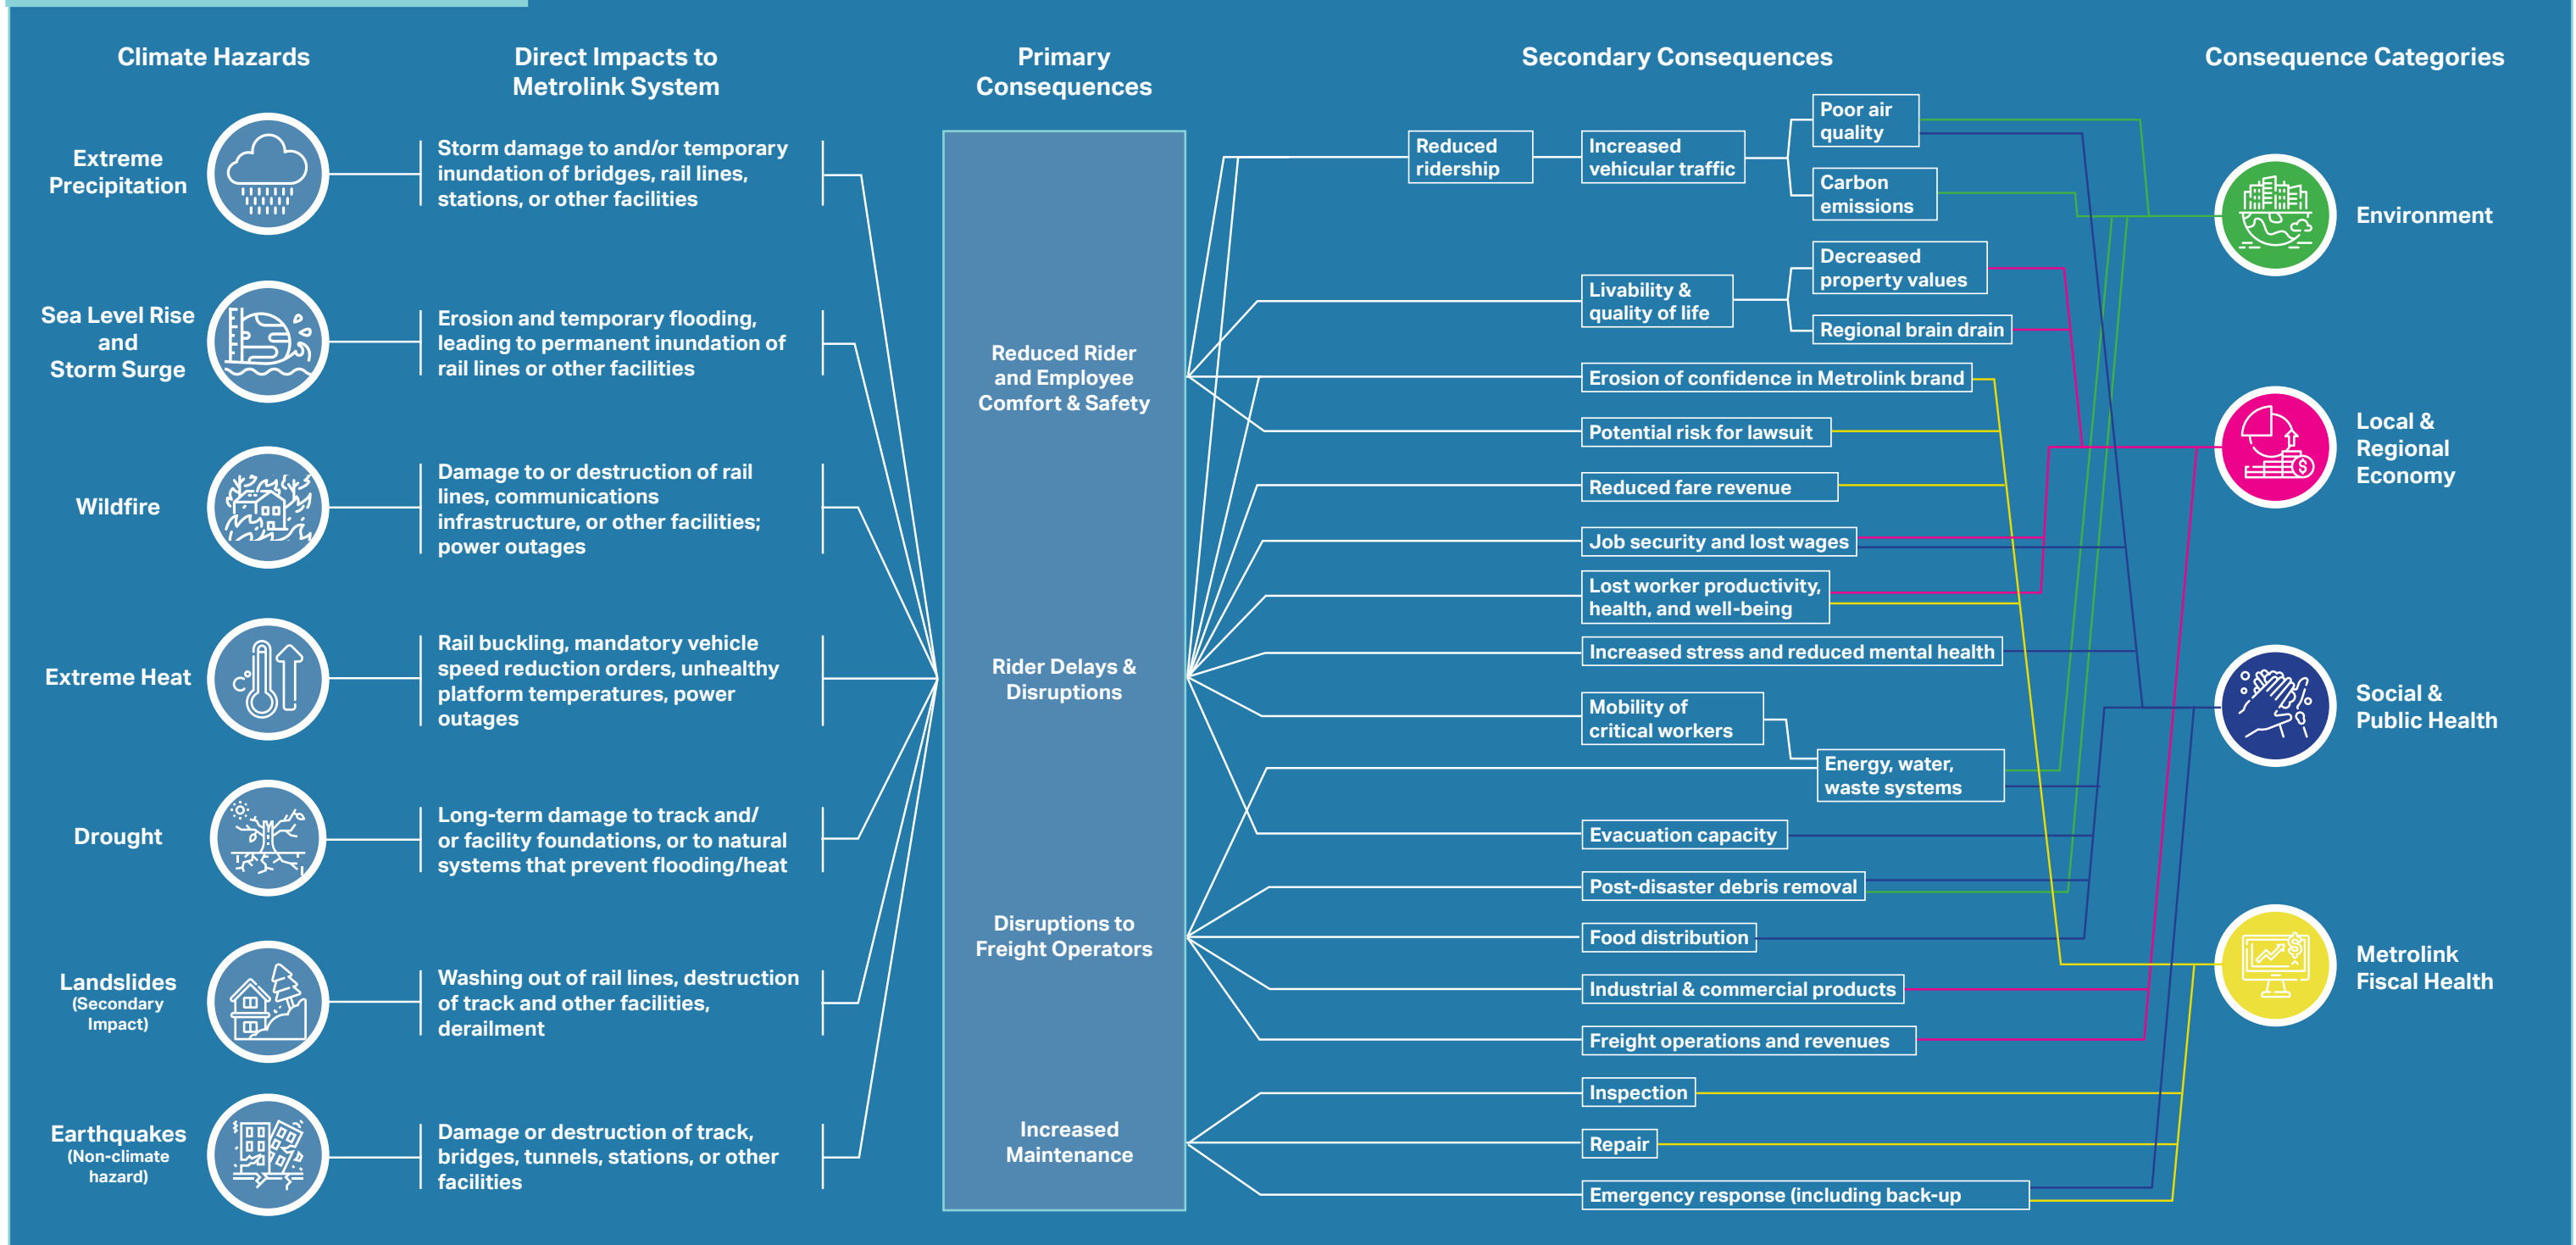 Climate Hazards
Direct Impacts to
Metrolink System
Primary
Consequences
Secondary Consequences
Consequence Categories
Extreme
Precipitation
Sea Level Rise
and
Storm Surge
Wildfire
Extreme Heat
Drought
Landslides
(Secondary
Impact)
Earthquakes
(Non-climate
hazard)
Storm damage to and/or temporary
inundation of bridges, rail lines,
stations, or other facilities
Erosion and temporary flooding,
leading to permanent inundation of
rail lines or other facilities
Damage to or destruction of rail
lines, communications
infrastructure, or other facilities;
power outages
Rail buckling, mandatory vehicle
speed reduction orders, unhealthy
platform temperatures, power
outages
Long-term damage to track and/
or facility foundations, or to natural
systems that prevent flooding/heat
Washing out of rail lines, destruction
of track and other facilities,
derailment
Damage or destruction of track,
bridges, tunnels, stations, or other
facilities
Reduced Rider
and Employee
Comfort & Safety
Rider Delays &
Disruptions
Disruptions to
Freight Operators
Increased
Maintenance
Reduced
ridership
Increased
vehicular traffic
Poor air
quality
Carbon
emissions
Livability &
quality of life
Decreased
property values
Regional brain drain
Erosion of confidence in Metrolink brand
Potential risk for lawsuit
Reduced fare revenue
Job security and lost wages
Lost worker productivity,
health, and well-being
Increased stress and reduced mental health
Mobility of
critical workers
Energy, water,
waste systems
Evacuation capacity
Post-disaster debris removal
Food distribution
Industrial & commercial products
Freight operations and revenues
Inspection
Repair
Emergency response (including back-up
Environment
Local &
Regional
Economy
Social &
Public Health
Metrolink
Fiscal Health